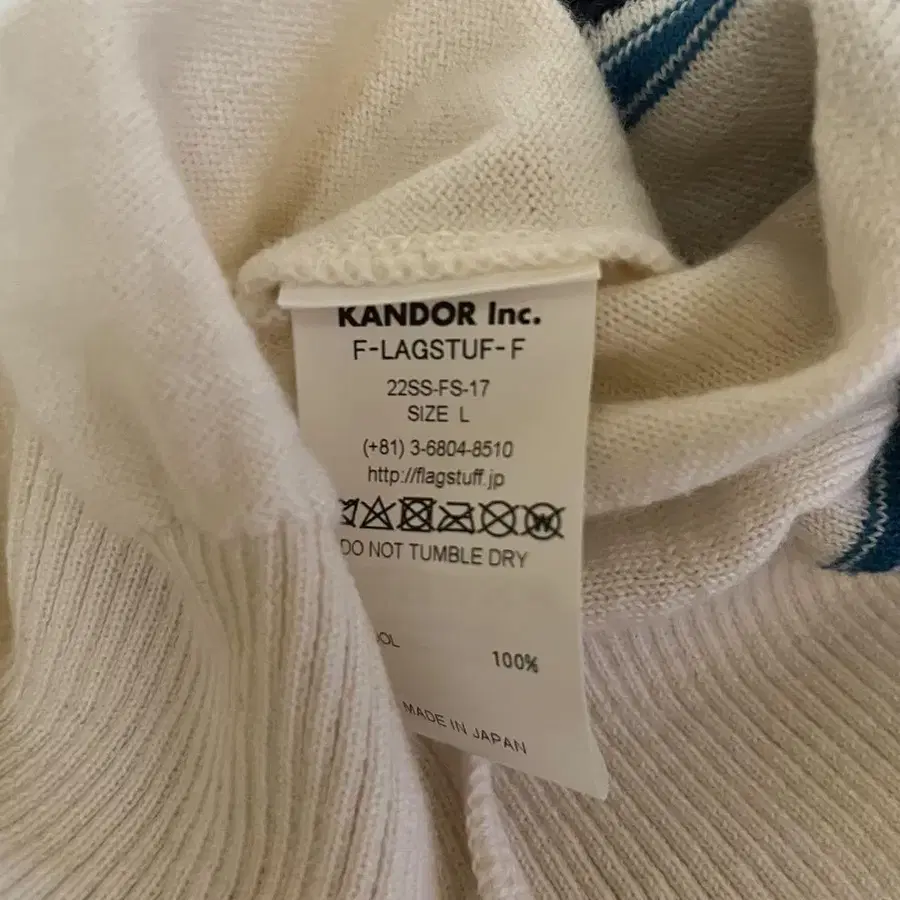 KANDOR Inc.
F-LAGSTUF-F
22SS-FS-17
SIZE L
(+81) 3-6804-8510
http://flagstuff.jp
W
DO NOT TUMBLE DRY
100%
MADE IN JAPAN